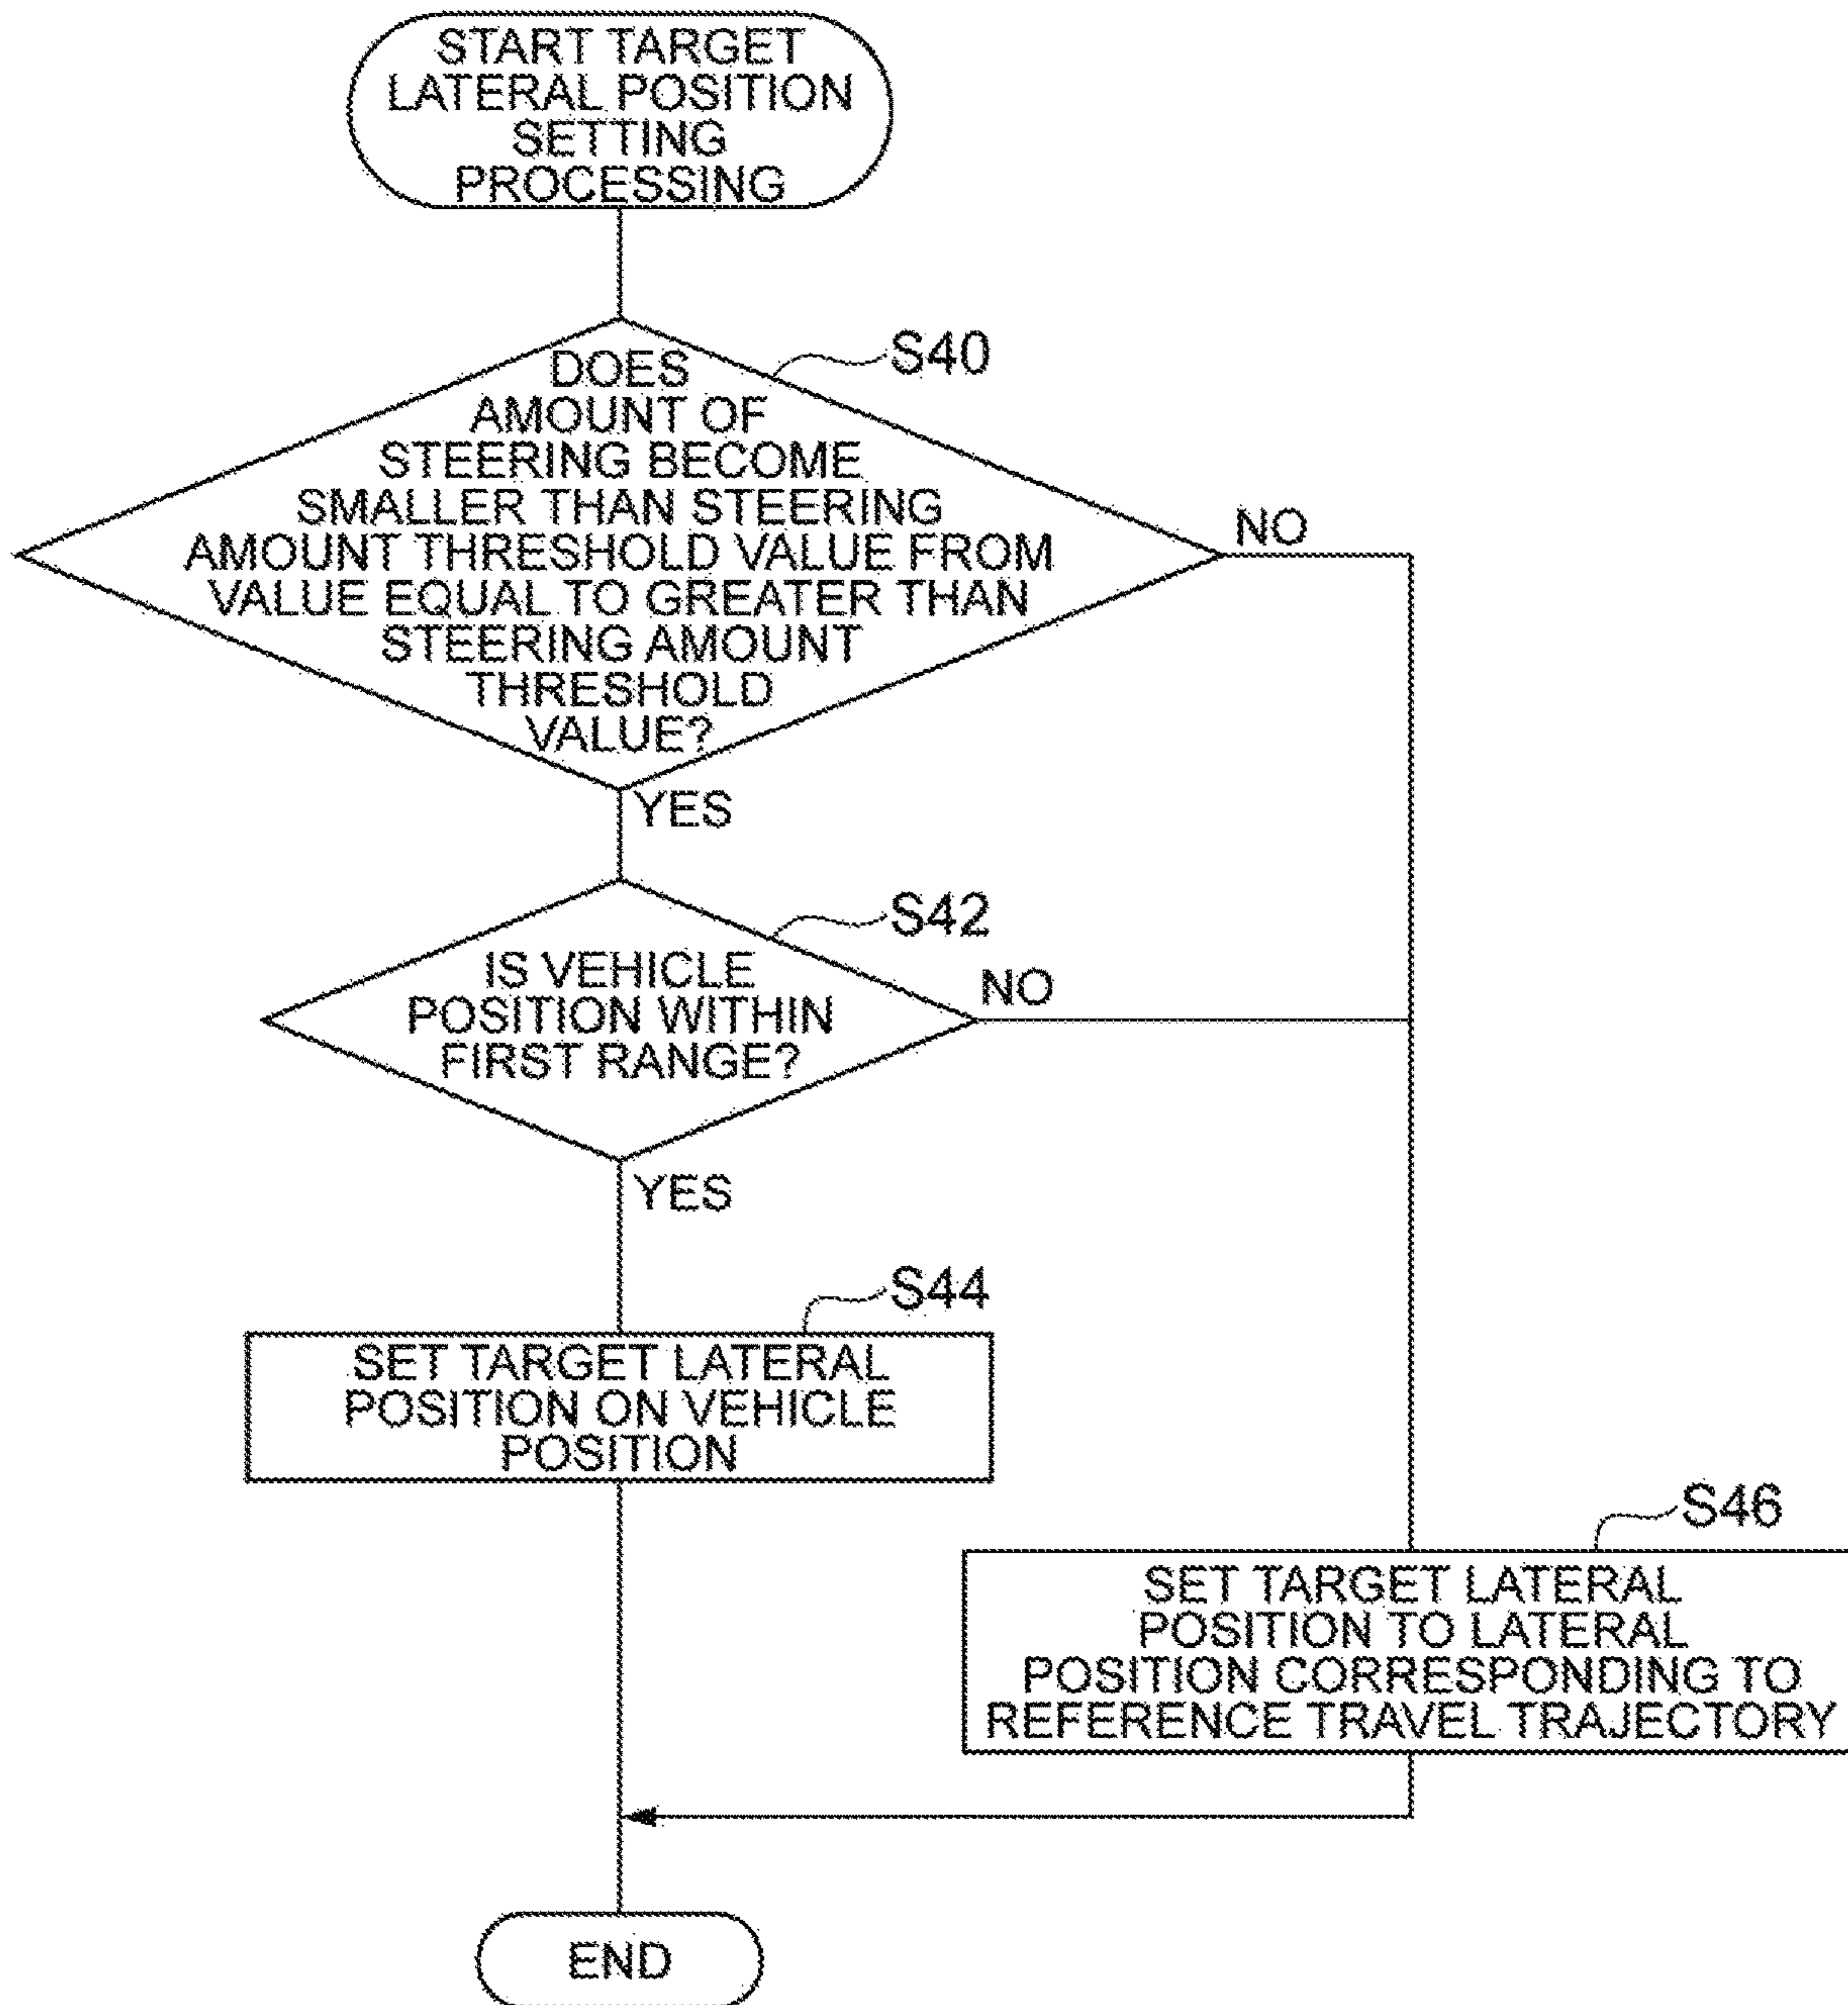 START TARGET
LATERAL POSITION
SETTING
PROCESSING
S40
DOES
AMOUNT OF
STEERING BECOME
SMALLER THAN STEERING
AMOUNT THRESHOLD VALUE FROM
VALUE EQUAL TO GREATER THAN
STEERING AMOUNT
THRESHOLD
VALUE?
NO
YES
S42
IS VEHICLE
POSITION WITHIN
FIRST RANGE?
NO
YES
S44
SET TARGET LATERAL
POSITION ON VEHICLE
POSITION
S46
SET TARGET LATERAL
POSITION TO LATERAL
POSITION CORRESPONDING TO
REFERENCE TRAVEL TRAJECTORY
END